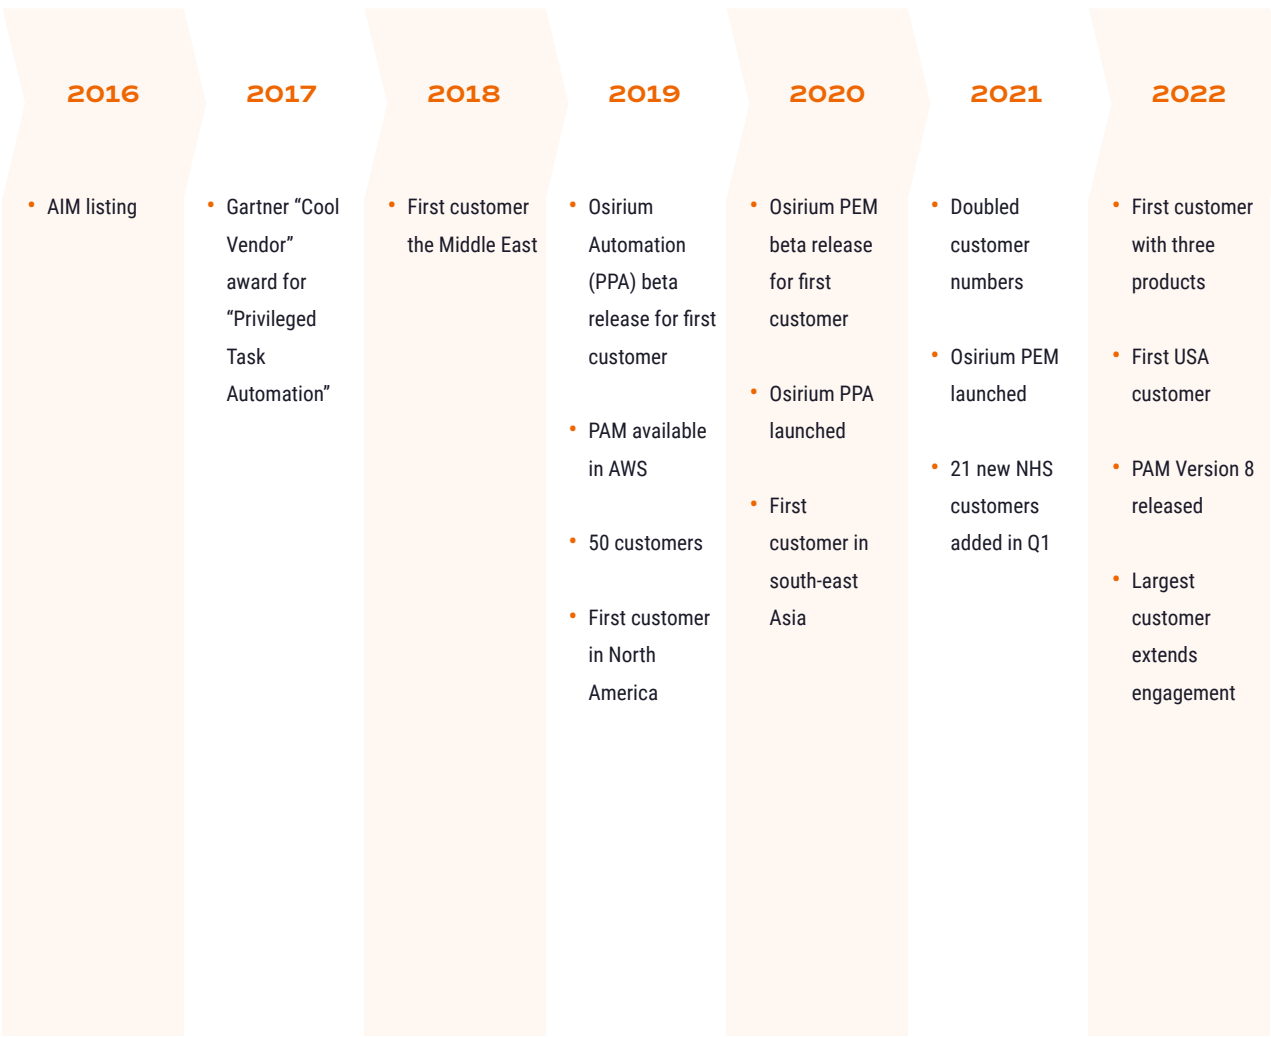 2016
• AIM listing
2017
• Gartner “Cool
Vendor”
award for
“Privileged
Task
Automation”
2018
• First customer
the Middle East
2019
• Osirium
Automation
(PPA) beta
release for first
customer
• PAM available
in AWS
• 50 customers
• First customer
in North
America
2020
• Osirium PEM
beta release
for first
customer
• Osirium PPA
launched
• First
customer in
south-east
Asia
2021
• Doubled
customer
numbers
• Osirium PEM
launched
• 21 new NHS
customers
added in Q1
2022
• First customer
with three
products
• First USA
customer
• PAM Version 8
released
• Largest
customer
extends
engagement